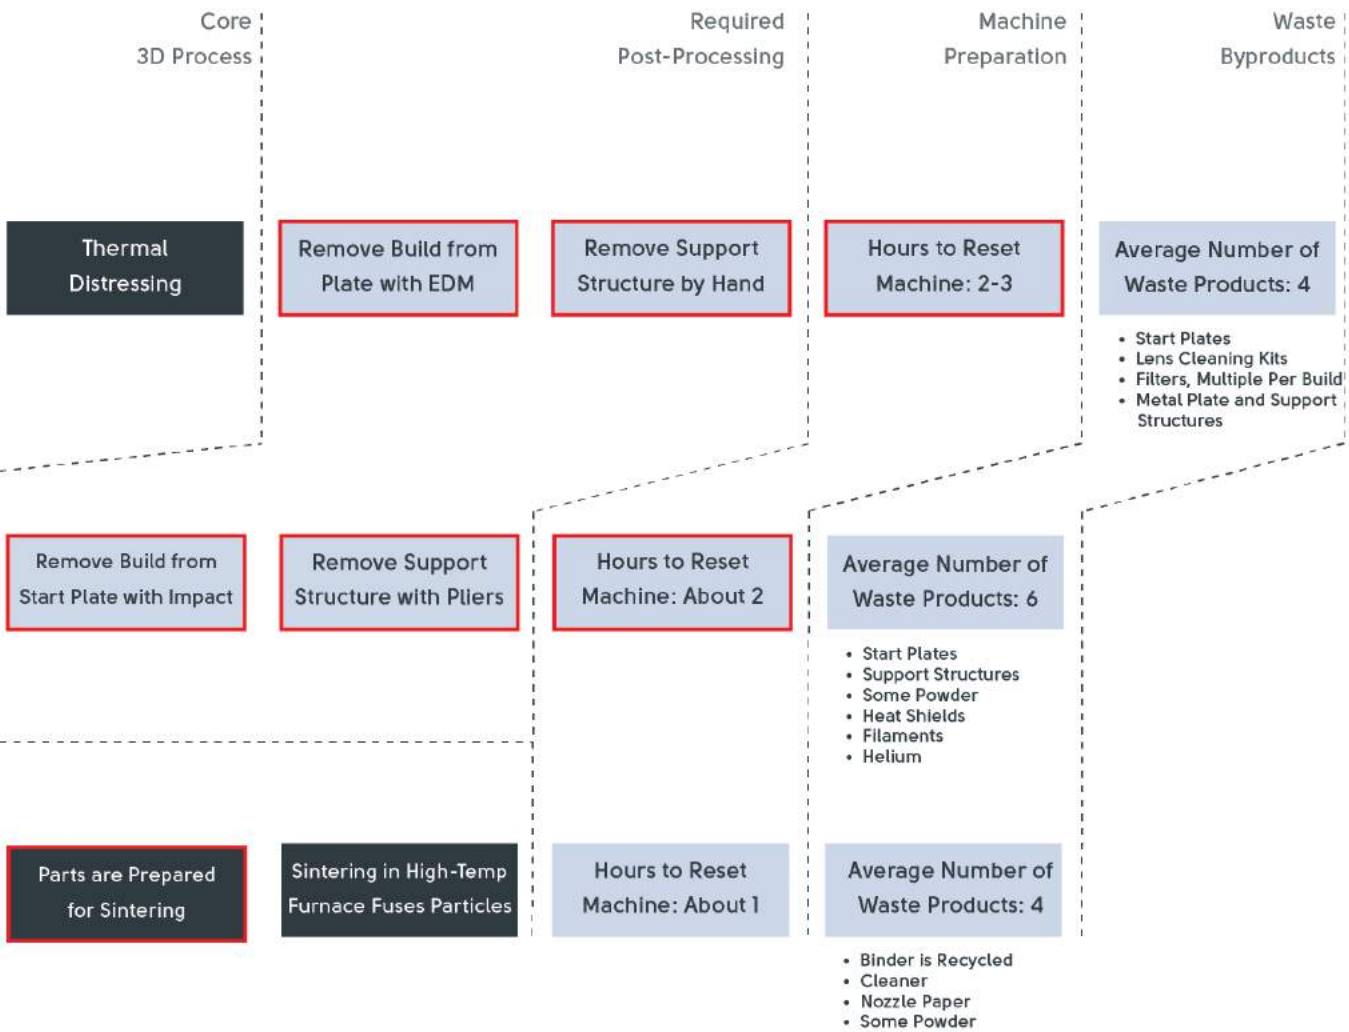 Core
3D Process
Required
Post-Processing
Machine
Preparation
Waste
Byproducts
Thermal
Distressing
Remove Build from
Plate with EDM
Remove Support
Structure by Hand
Hours to Reset
Machine: 2-3
Average Number of
Waste Products: 4
• Start Plates
• Lens Cleaning Kits
• Filters, Multiple Per Build
• Metal Plate and Support
Structures
Remove Build from
Start Plate with Impact
Remove Support
Structure with Pliers
Hours to Reset
Machine: About 2
Average Number of
Waste Products: 6
• Start Plates
• Support Structures
• Some Powder
• Heat Shields
• Filaments
• Helium
Parts are Prepared
for Sintering
Sintering in High-Temp
Furnace Fuses Particles
Hours to Reset
Machine: About 1
Average Number of
Waste Products: 4
• Binder is Recycled
• Cleaner
• Nozzle Paper
• Some Powder